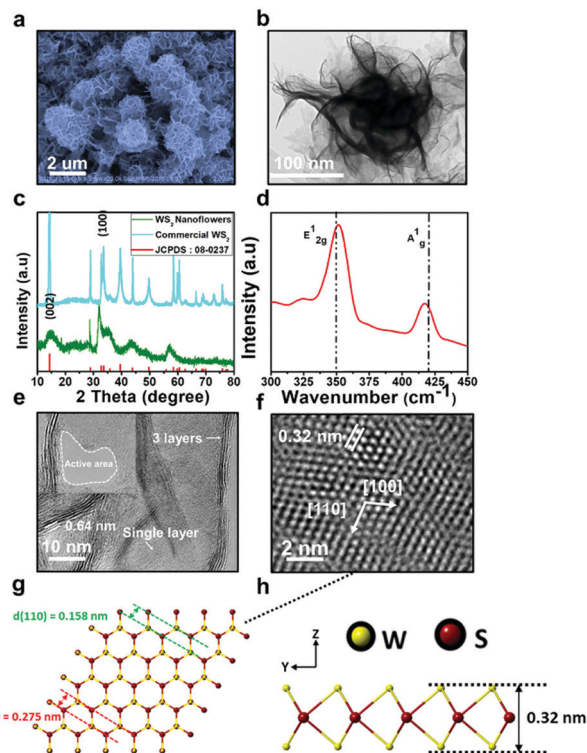 a
b
2 um
100 nm
c
d
WS2 Nanoflowers
Commercial WS2
JCPDS : 08-0237
(100)
(002)
Intensity (a.u)
10 20 30 40 50 60 70 80
2 Theta (degree)
E1 2g
A1 g
Intensity (a.u)
300 350 400 450
Wavenumber (cm-1)
e
f
3 layers
Active area
0.64 nm
10 nm
Single layer
0.32 nm
[100]
[110]
2 nm
g
h
d(110) = 0.158 nm
= 0.275 nm
W
S
Z
Y
0.32 nm